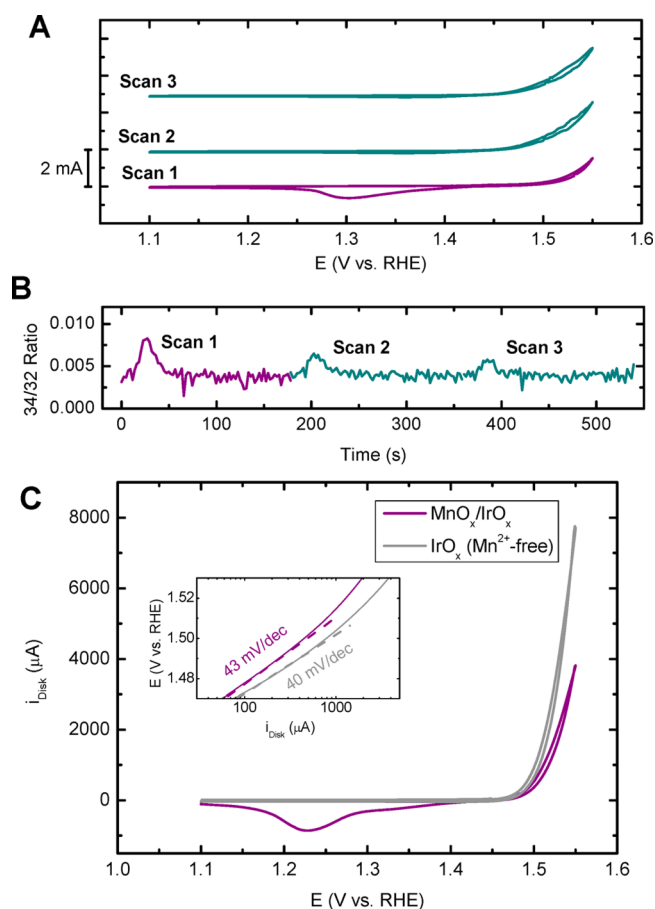 A
Scan 3
Scan 2
2 mA
Scan 1
1.1 1.2 1.3 1.4 1.5 1.6
E (V vs. RHE)
B
34/32 Ratio
0.010
0.005
0.000
Scan 1
Scan 2
Scan 3
0 100 200 300 400 500
Time (s)
C
i_Disk (μA)
8000
6000
4000
2000
0
MnOₓ/IrOₓ
IrOₓ (Mn²⁺-free)
E (V vs. RHE)
1.52
1.50
1.48
43 mV/dec
40 mV/dec
100 1000
i_Disk (μA)
1.0 1.1 1.2 1.3 1.4 1.5 1.6
E (V vs. RHE)